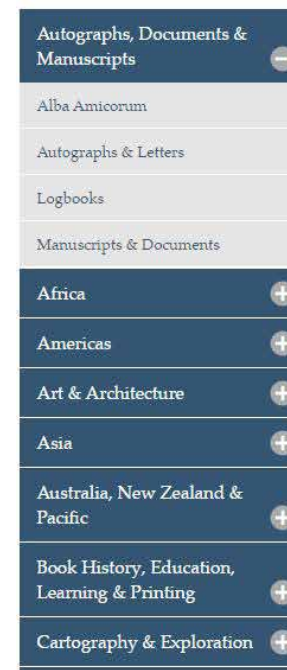 Autographs, Documents &
Manuscripts
Alba Amicorum
Autographs & Letters
Logbooks
Manuscripts & Documents
Africa
Americas
Art & Architecture
Asia
Australia, New Zealand &
Pacific
Book History, Education,
Learning & Printing
Cartography & Exploration